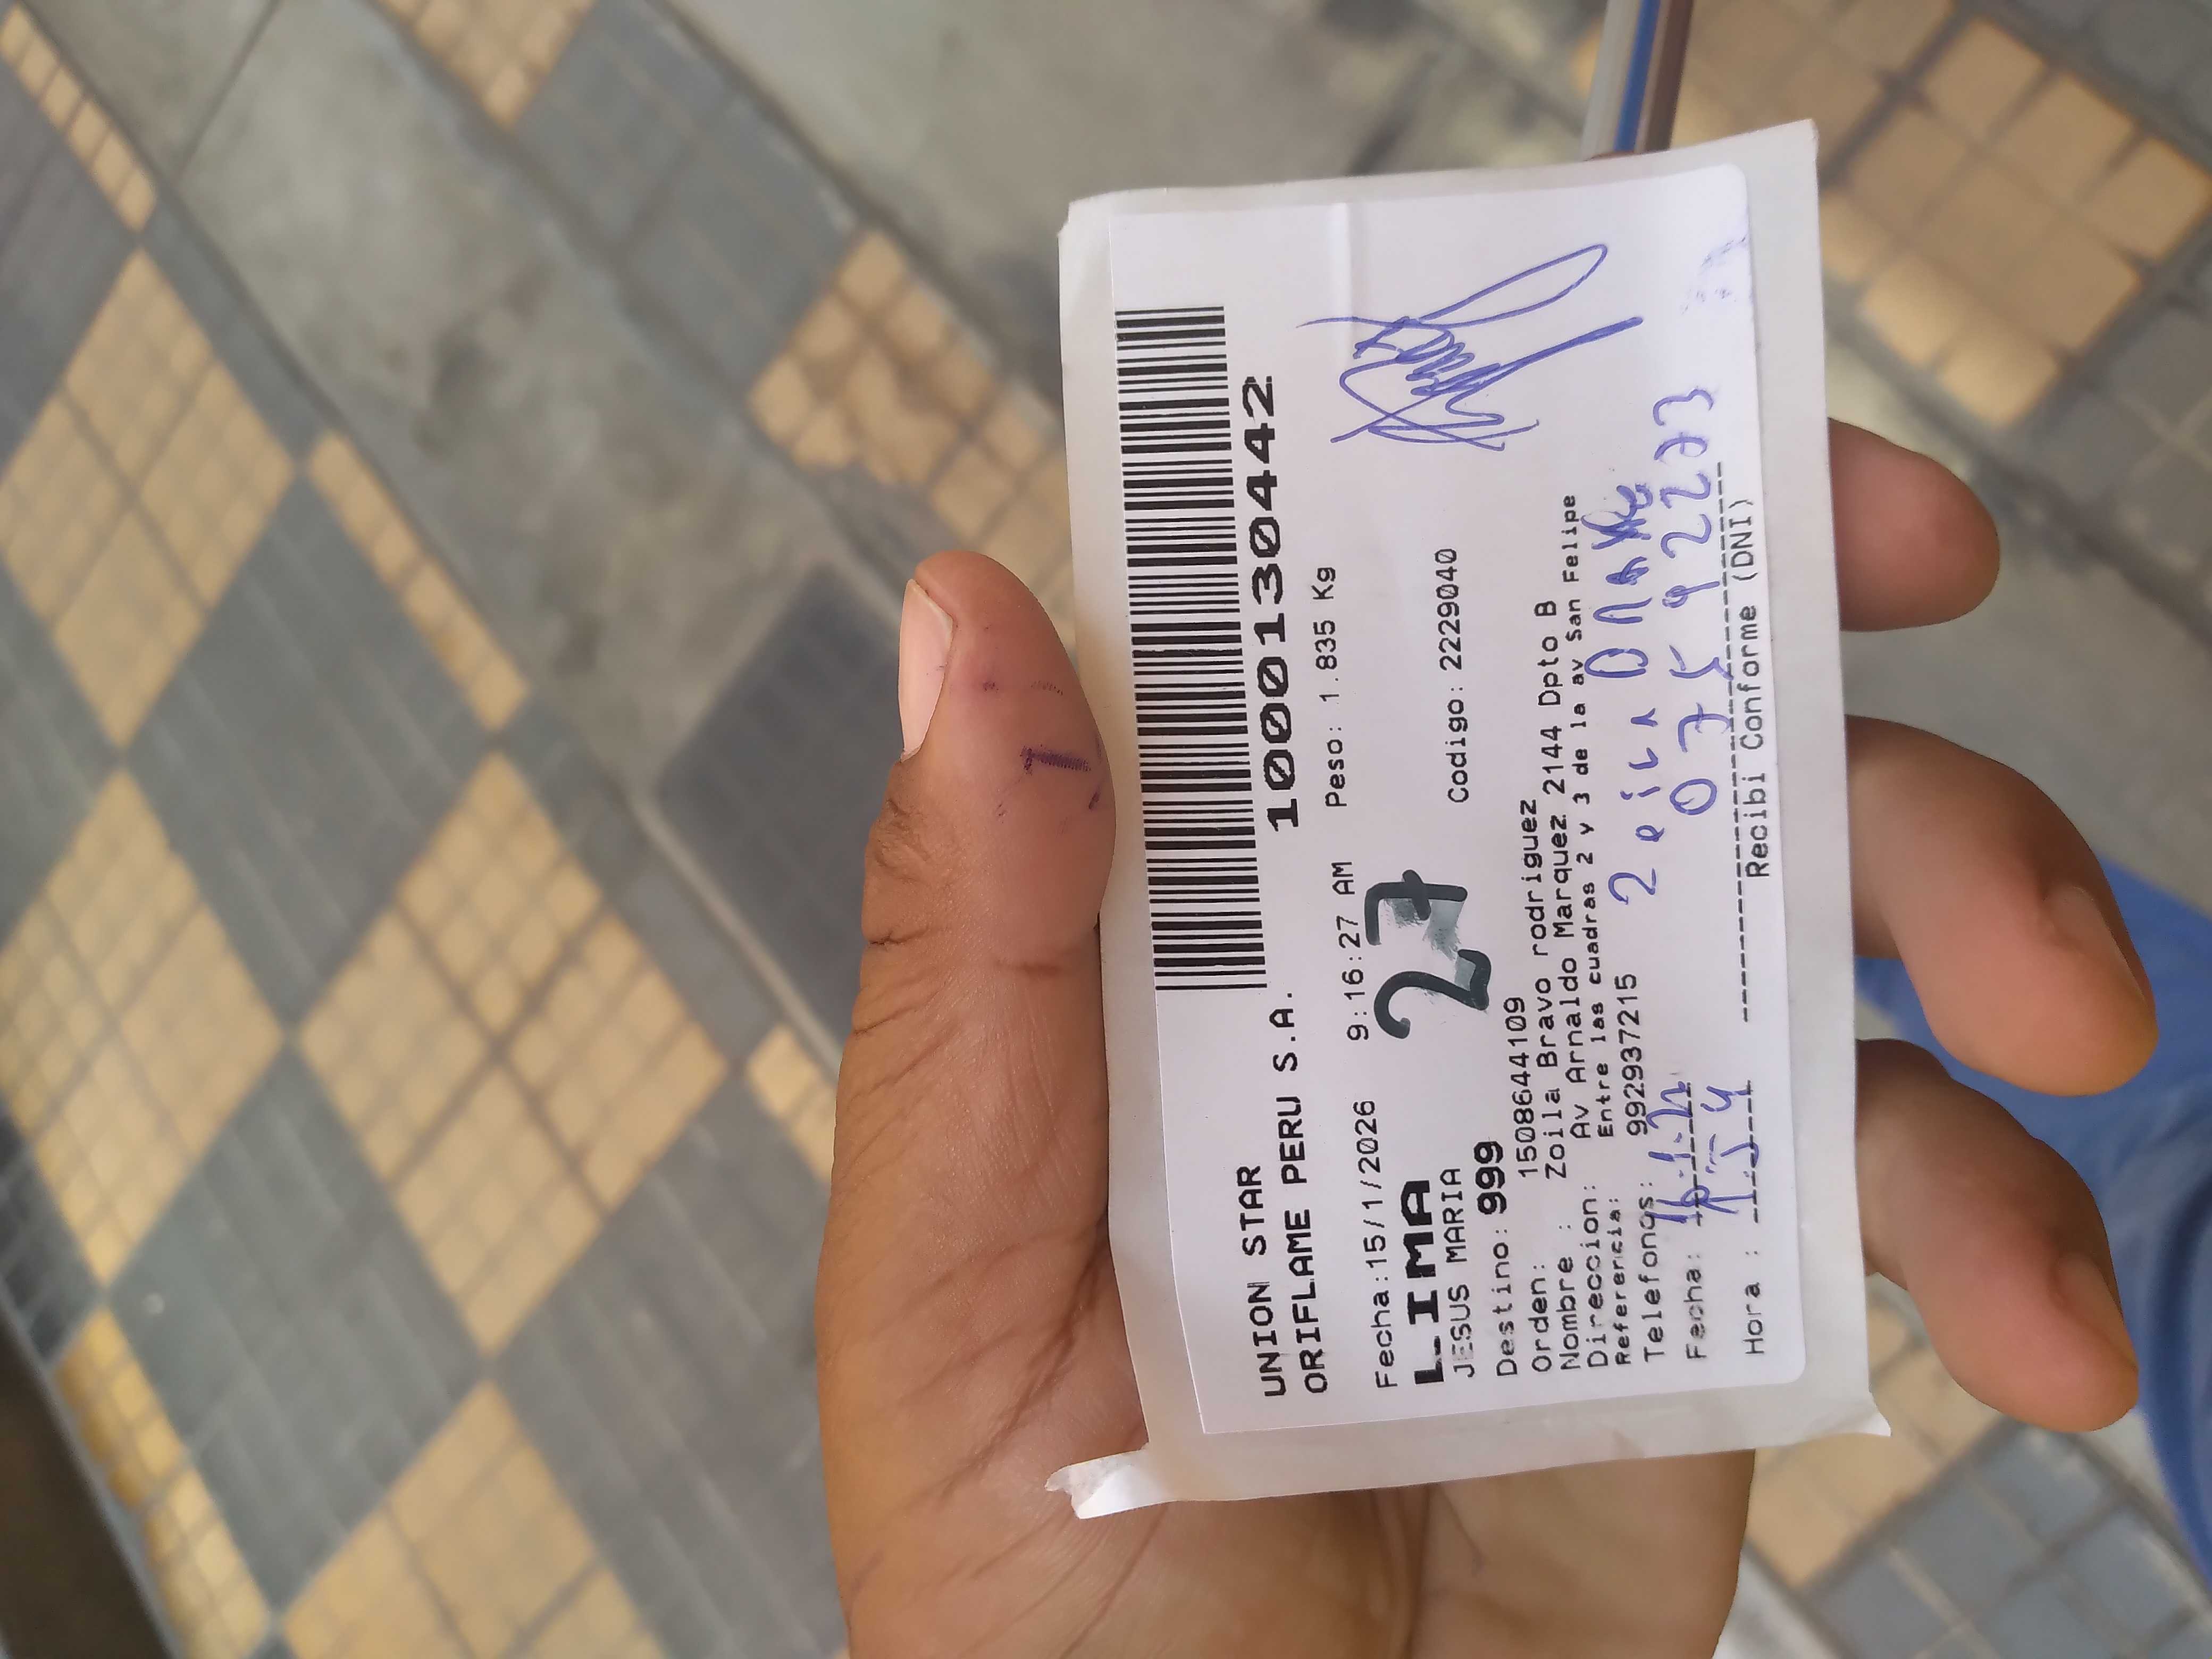 UNION STAR
ORIFLAME PERU S.A. 1000130442
Fecha:15/1/2026 9:16:27 AM Peso: 1.835 Kg
LIMA 27
JESUS MARIA Codigo: 2229040
Destino: 999
Orden: 1508644109
Nombre : Zoila Bravo rodriguez
Direccion: Av Arnaldo Marquez 2144 Dpto B
Referencia: Entre las cuadras 2 y 3 de la av San Felipe
Telefonos: 992937215
Fecha:
07592273
Hora :
Recibi Conforme (DNI)